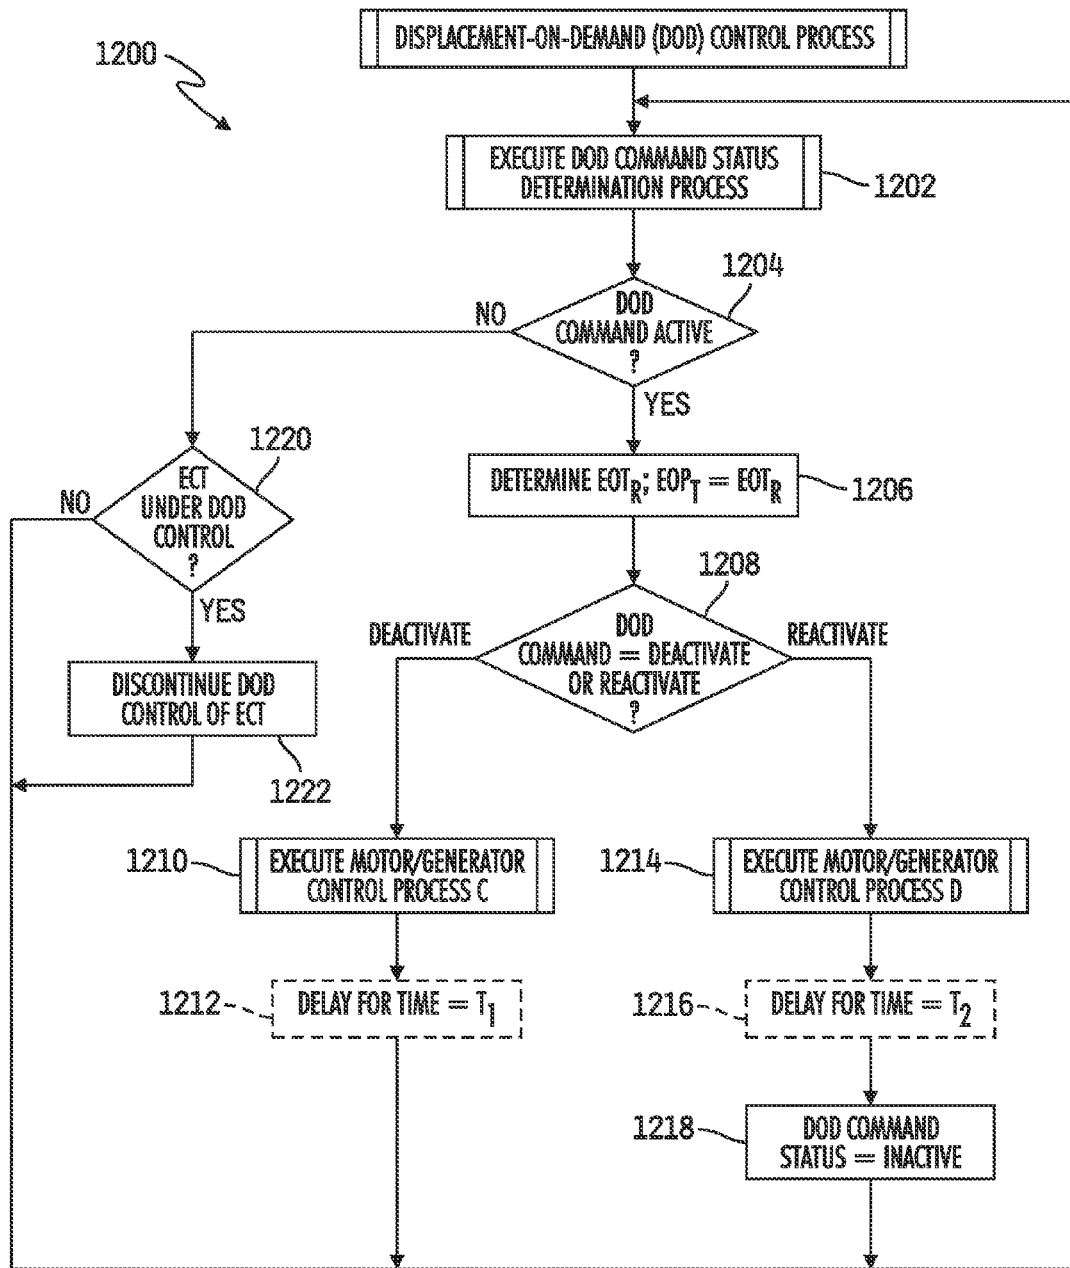 DISPLACEMENT-ON-DEMAND (DOD) CONTROL PROCESS
1200
EXECUTE DOD COMMAND STATUS
DETERMINATION PROCESS
1202
1204
DOD
COMMAND ACTIVE
?
NO
YES
1220
ECT
UNDER DOD
CONTROL
?
NO
YES
DETERMINE EOT_R; EOP_T = EOT_R
1206
1208
DOD
COMMAND = DEACTIVATE
OR REACTIVATE
?
DEACTIVATE
REACTIVATE
DISCONTINUE DOD
CONTROL OF ECT
1222
1210
EXECUTE MOTOR/GENERATOR
CONTROL PROCESS C
1214
EXECUTE MOTOR/GENERATOR
CONTROL PROCESS D
1212
DELAY FOR TIME = T_1
1216
DELAY FOR TIME = T_2
1218
DOD COMMAND
STATUS = INACTIVE